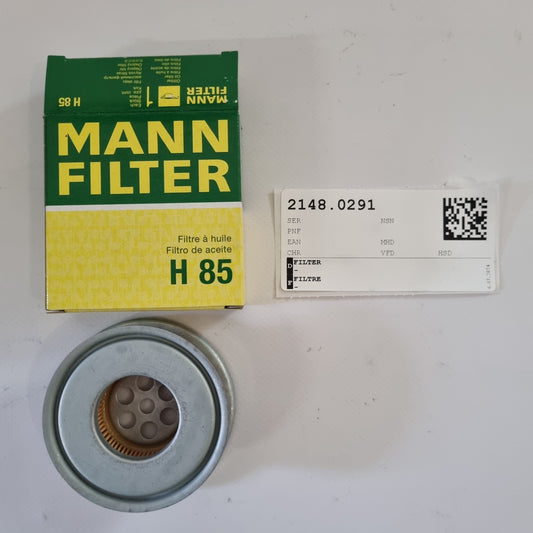 H 85
MANN
FILTER
MANN
FILTER
Filtre à huile
Filtro de aceite
H 85
2148.0291
SER
NSN
PNF
EAN
MHD
CHR
VFD
HSD
D
FILTER
-
F
FILTRE
-